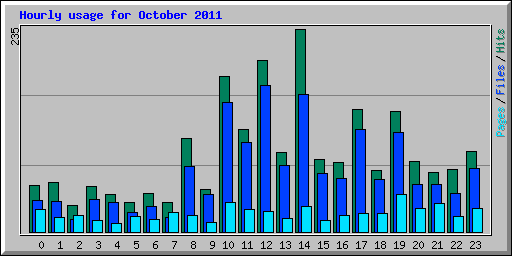 Hourly usage for October 2011
235
Pages/Files/Hits
0 1 2 3 4 5 6 7 8 9 10 11 12 13 14 15 16 17 18 19 20 21 22 23